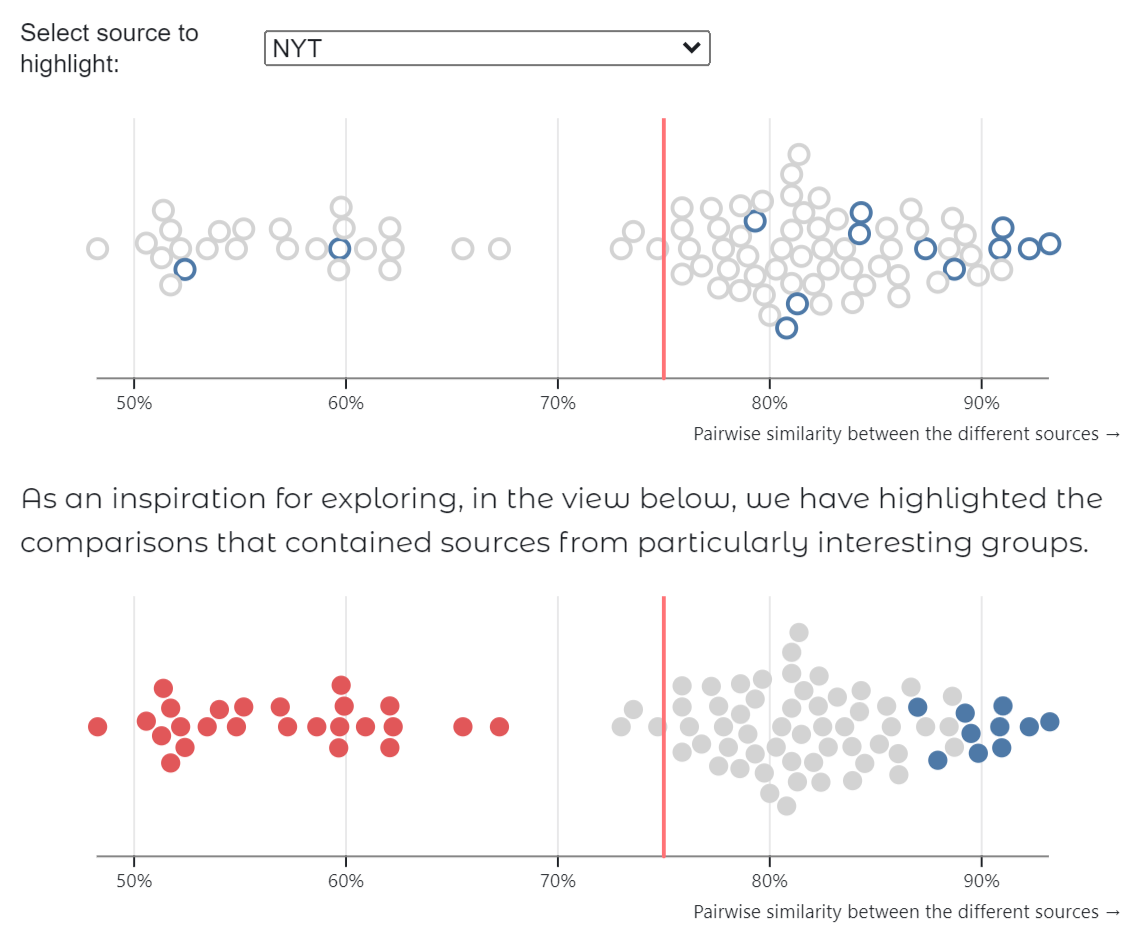 Select source to
highlight:
NYT
50% 60% 70% 80% 90%
Pairwise similarity between the different sources →
As an inspiration for exploring, in the view below, we have highlighted the
comparisons that contained sources from particularly interesting groups.
50% 60% 70% 80% 90%
Pairwise similarity between the different sources →